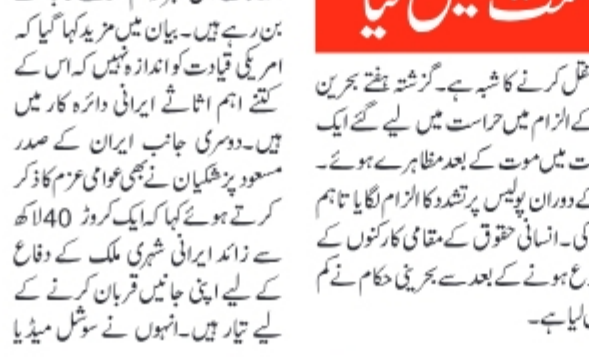 کرنے کا شبہ ہے۔ گزشتہ ہفتے بحرین
کے الزام میں حراست میں لیے گئے ایک
میں موت کے بعد مظاہرے ہوئے۔
کے دوران پولیس پر تشدد کا الزام لگایا تاہم
کی۔ انسانی حقوق کے مقامی کارکنوں کے
ہونے کے بعد سے بحرینی حکام نے کم
لیا ہے۔
بن رہے ہیں۔ بیان میں مزید کہا گیا کہ
امریکی قیادت کو اندازہ نہیں کہ اس کے
کتنے اہم اثاثے ایرانی دائرہ کار میں
ہیں۔ دوسری جانب ایران کے صدر
مسعود پزشکیان نے بھی عوامی عزم کا ذکر
کرتے ہوئے کہا کہ ایک کروڑ 40 لاکھ
سے زائد ایرانی شہری ملک کے دفاع
کے لیے اپنی جانیں قربان کرنے کے
لیے تیار ہیں۔ انہوں نے سوشل میڈیا